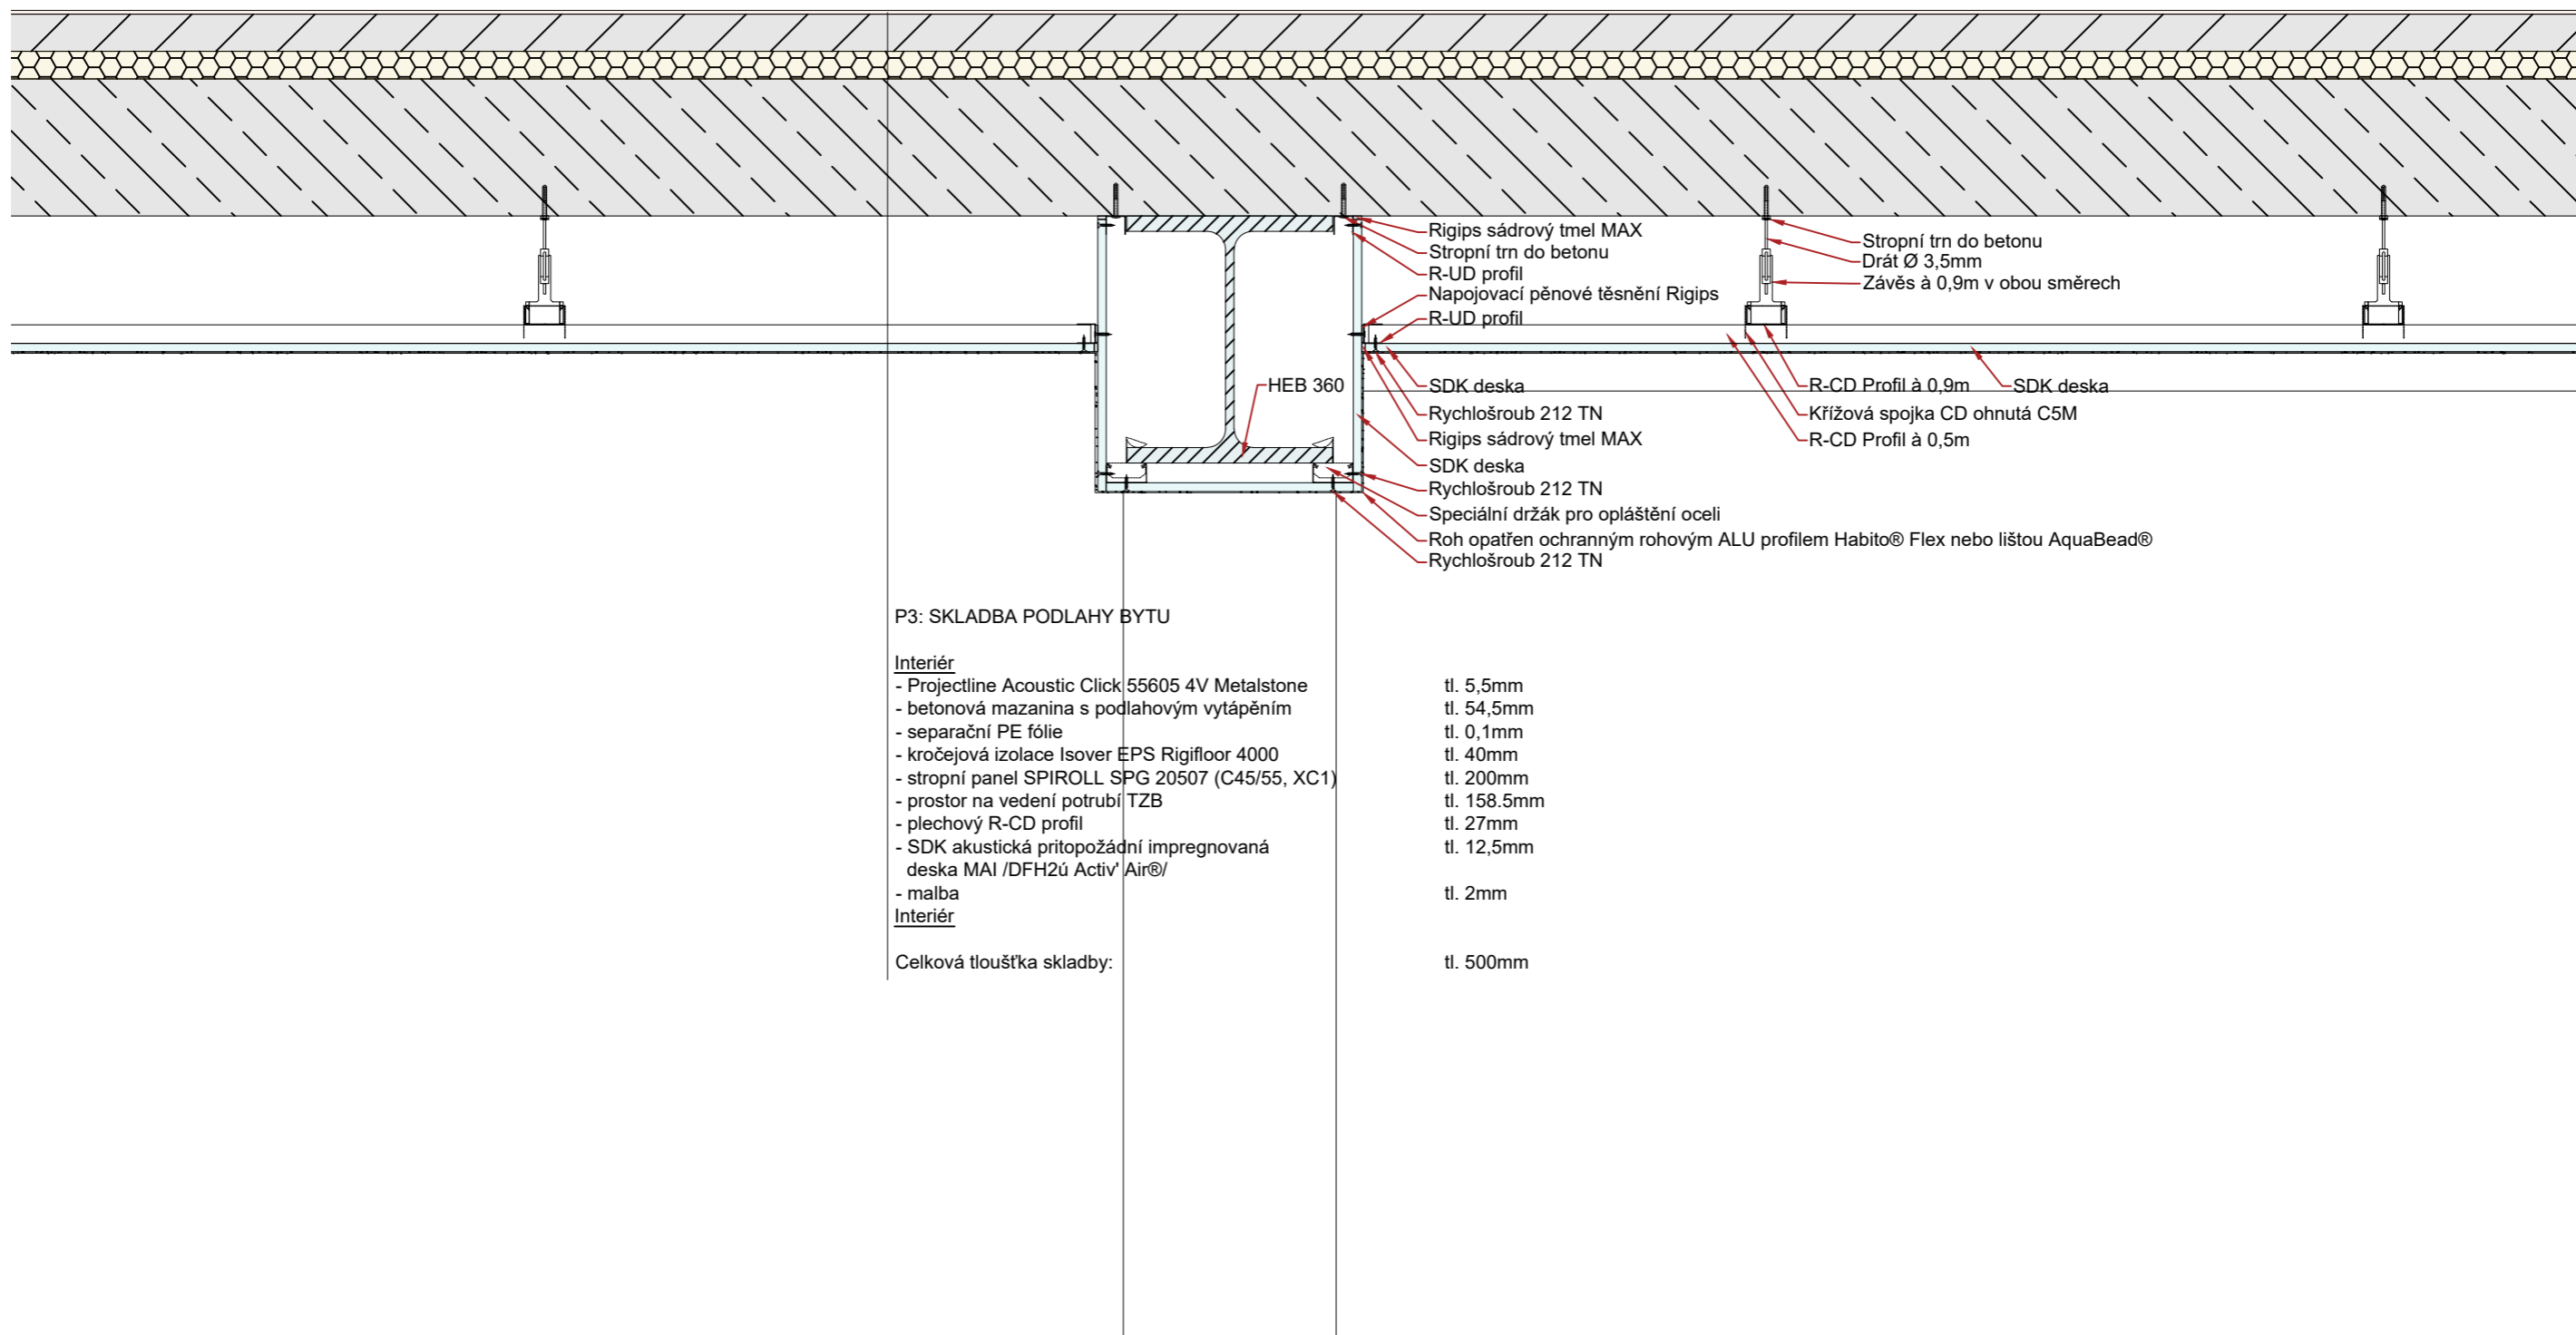 Rigips sádrový tmel MAX
Stropní trn do betonu
R-UD profil
Napojovací pěnové těsnění Rigips
R-UD profil
Stropní trn do betonu
Drát Ø 3,5mm
Závěs à 0,9m v obou směrech
HEB 360
SDK deska
Rychlošroub 212 TN
Rigips sádrový tmel MAX
SDK deska
Rychlošroub 212 TN
Speciální držák pro opláštění oceli
Roh opatřen ochranným rohovým ALU profilem Habito® Flex nebo lištou AquaBead®
Rychlošroub 212 TN
R-CD Profil à 0,9m
SDK deska
Křížová spojka CD ohnutá C5M
R-CD Profil à 0,5m
P3: SKLADBA PODLAHY BYTU
Interiér
- Projectline Acoustic Click 55605 4V Metalstone tl. 5,5mm
- betonová mazanina s podlahovým vytápěním tl. 54,5mm
- separační PE fólie tl. 0,1mm
- kročejová izolace Isover EPS Rigifloor 4000 tl. 40mm
- stropní panel SPIROLL SPG 20507 (C45/55, XC1) tl. 200mm
- prostor na vedení potrubí TZB tl. 158.5mm
- plechový R-CD profil tl. 27mm
- SDK akustická pritopožádní impregnovaná tl. 12,5mm
deska MAI /DFH2ú Activ' Air®/
- malba tl. 2mm
Interiér
Celková tloušťka skladby: tl. 500mm